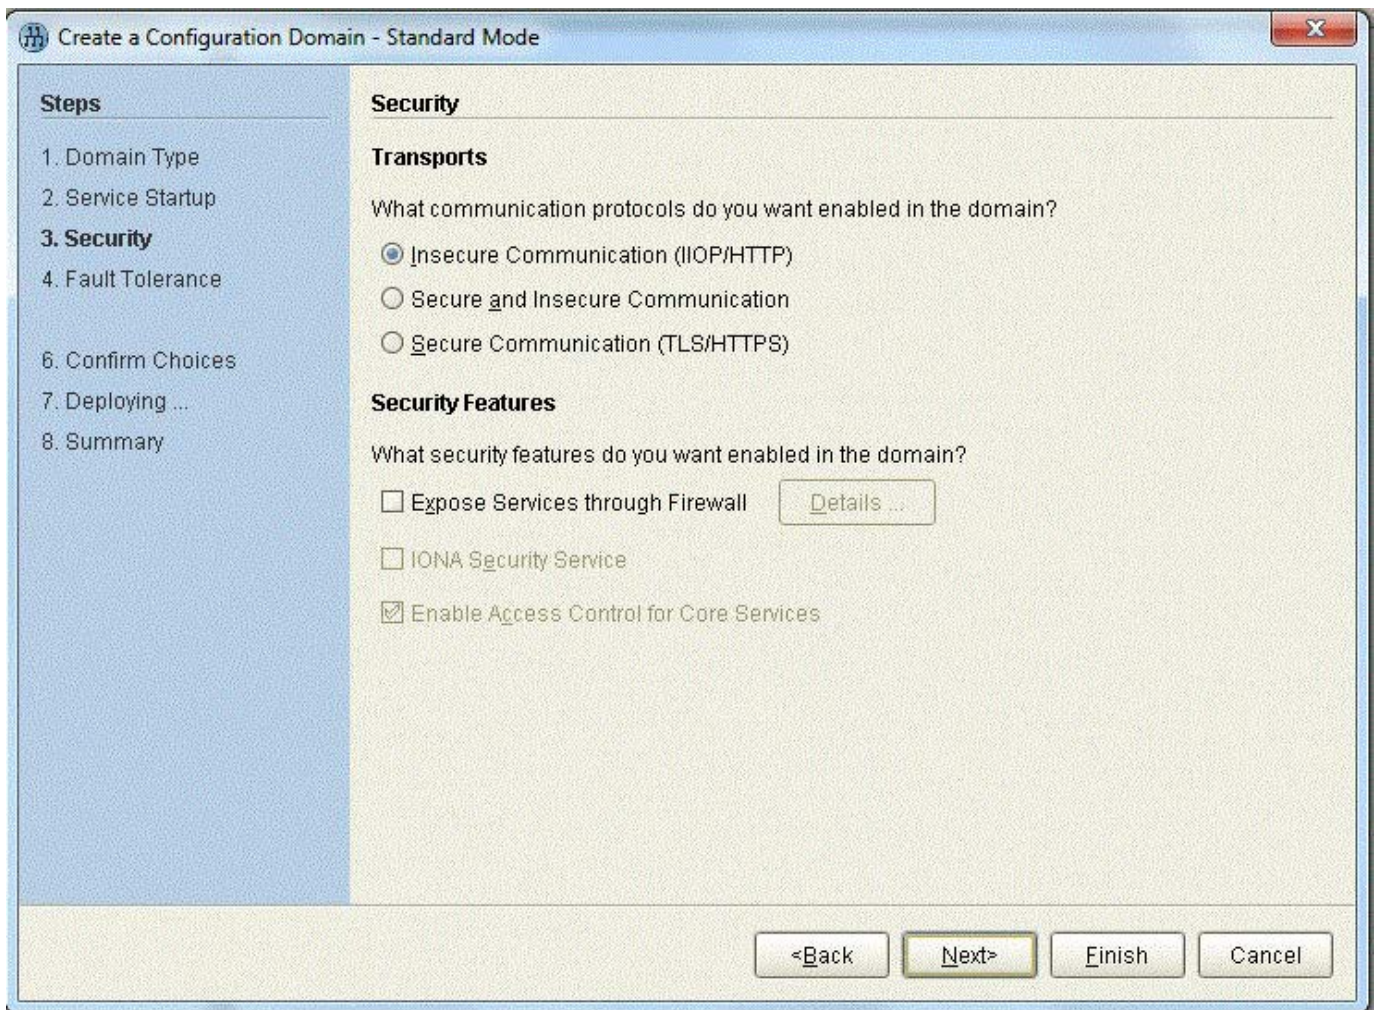 Create a Configuration Domain - Standard Mode
Steps
1. Domain Type
2. Service Startup
3. Security
4. Fault Tolerance
6. Confirm Choices
7. Deploying ...
8. Summary
Security
Transports
What communication protocols do you want enabled in the domain?
Insecure Communication (IIOP/HTTP)
Secure and Insecure Communication
Secure Communication (TLS/HTTPS)
Security Features
What security features do you want enabled in the domain?
Expose Services through Firewall Details ...
IONA Security Service
Enable Access Control for Core Services
<Back Next> Finish Cancel